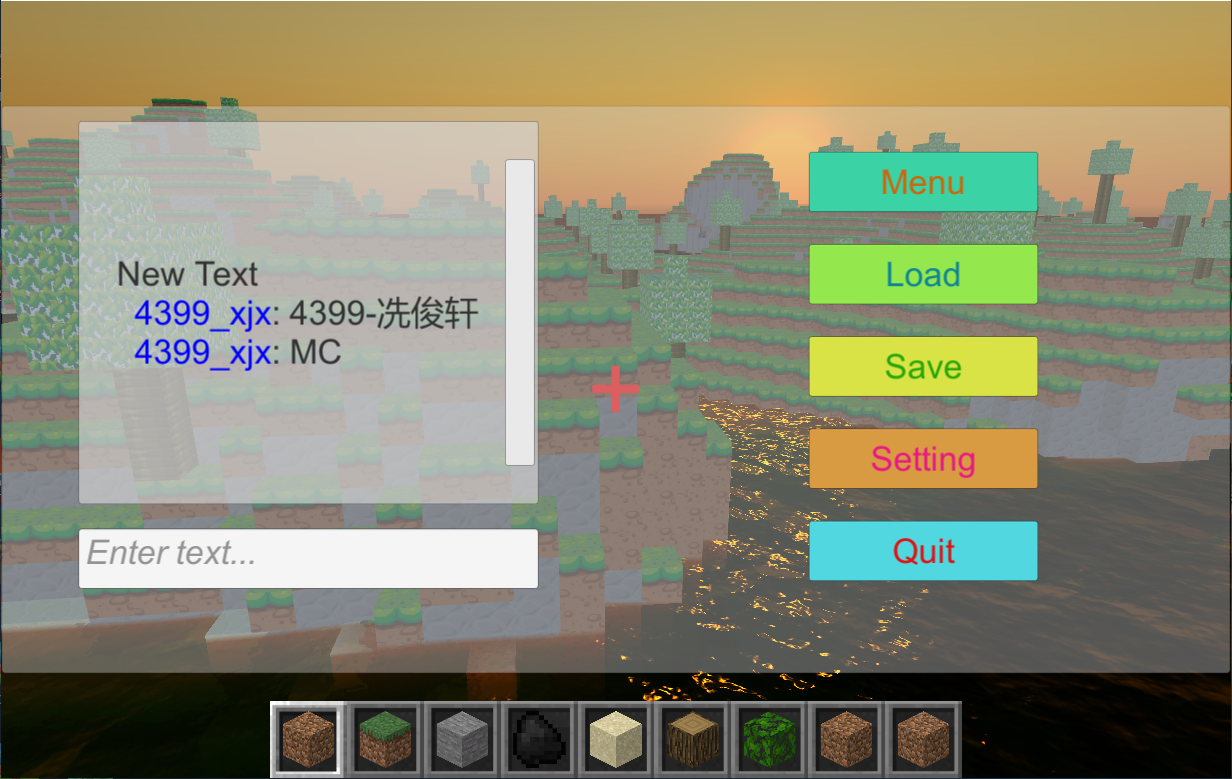 New Text
4399_xjx: 4399-冼俊轩
4399_xjx: MC
Enter text...
Menu
Load
Save
Setting
Quit